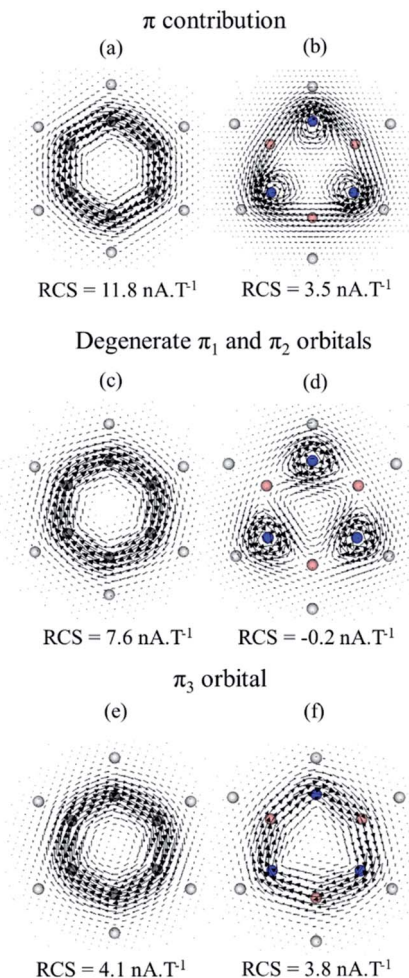 π contribution
(a) (b)
RCS = 11.8 nA.T⁻¹ RCS = 3.5 nA.T⁻¹
Degenerate π₁ and π₂ orbitals
(c) (d)
RCS = 7.6 nA.T⁻¹ RCS = -0.2 nA.T⁻¹
π₃ orbital
(e) (f)
RCS = 4.1 nA.T⁻¹ RCS = 3.8 nA.T⁻¹